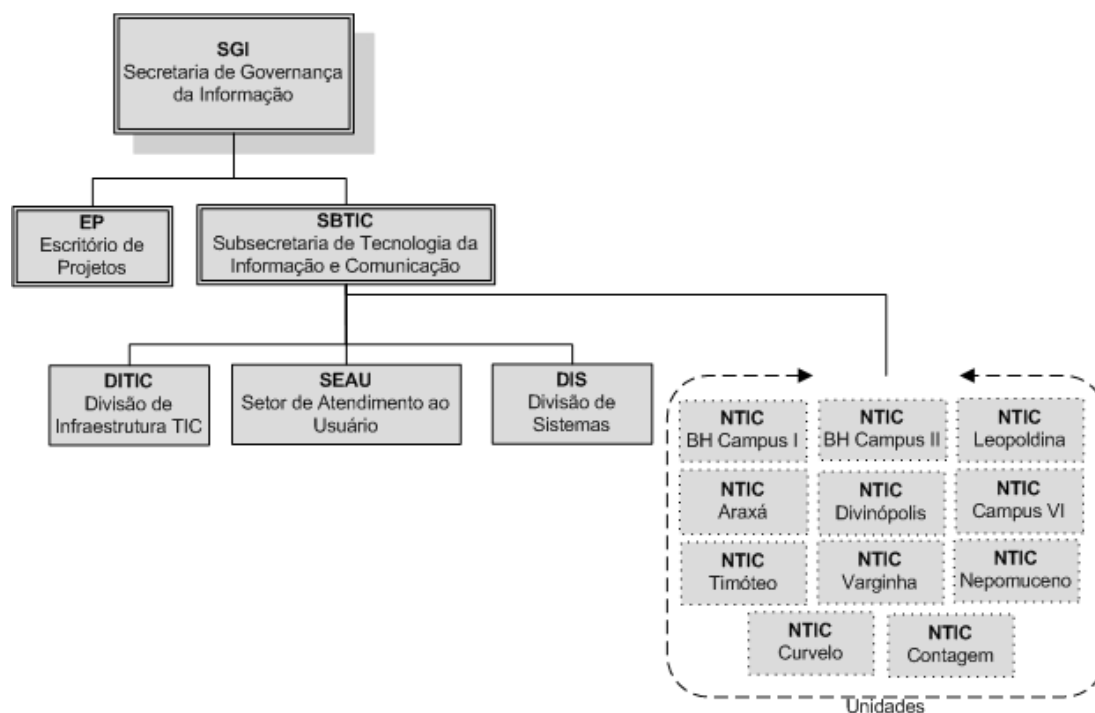 SGI
Secretaria de Governança
da Informação
EP
Escritório de
Projetos
SBTIC
Subsecretaria de Tecnologia da
Informação e Comunicação
DITIC
Divisão de
Infraestrutura TIC
SEAU
Setor de Atendimento ao
Usuário
DIS
Divisão de
Sistemas
NTIC
BH Campus I
NTIC
BH Campus II
NTIC
Leopoldina
NTIC
Araxá
NTIC
Divinópolis
NTIC
Campus VI
NTIC
Timóteo
NTIC
Varginha
NTIC
Nepomuceno
NTIC
Curvelo
NTIC
Contagem
Unidades